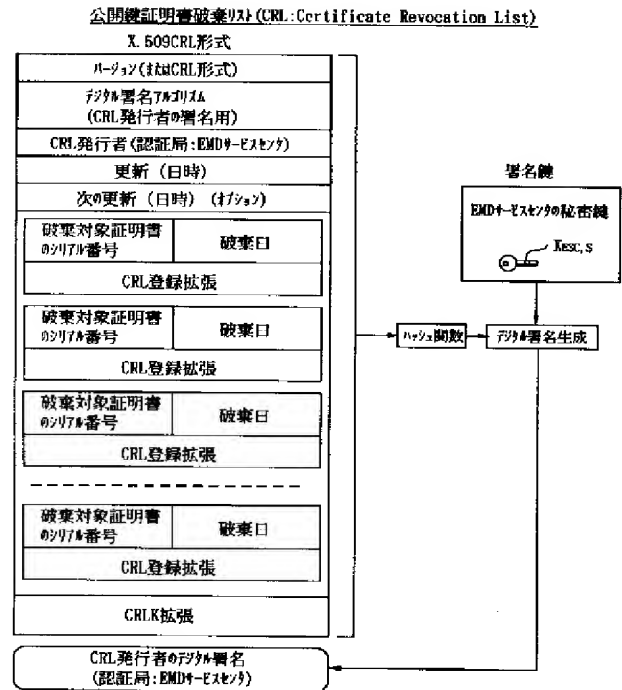 公開鍵証明書破棄リスト(CRL:Certificate Revocation List)
X.509CRL形式
バージョン(またはCRL形式)
デジタル署名アルゴリズム
(CRL発行者の署名用)
CRL発行者(認証局:EMDサービスセンタ)
更新(日時)
次の更新(日時)(オプション)
破棄対象証明書
のシリアル番号
破棄日
CRL登録拡張
破棄対象証明書
のシリアル番号
破棄日
CRL登録拡張
破棄対象証明書
のシリアル番号
破棄日
CRL登録拡張
破棄対象証明書
のシリアル番号
破棄日
CRL登録拡張
CRLK拡張
CRL発行者のデジタル署名
(認証局:EMDサービスセンタ)
署名鍵
EMDサービスセンタの秘密鍵
KESC,S
ハッシュ関数
デジタル署名生成